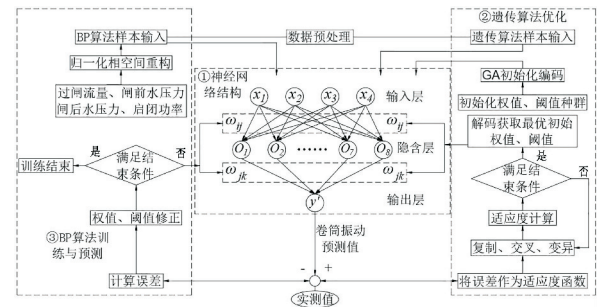 BP算法样本输入
数据预处理
②遗传算法优化
遗传算法样本输入
归一化相空间重构
过闸流量、闸前水压力
闸后水压力、启闭功率
①神经网
络结构
x1 x2 x3 x4
输入层
ωij
ωij
O1 O2 …… O7 O8
隐含层
ωjk
ωjk
y'
输出层
卷筒振动
预测值
- +
实测值
GA初始化编码
初始化权值、阈值种群
解码获取最优初始
权值、阈值
是
满足结
束条件
否
适应度计算
复制、交叉、变异
将误差作为适应度函数
训练结束
是
满足结
束条件
否
权值、阈值修正
③BP算法训
练与预测
计算误差